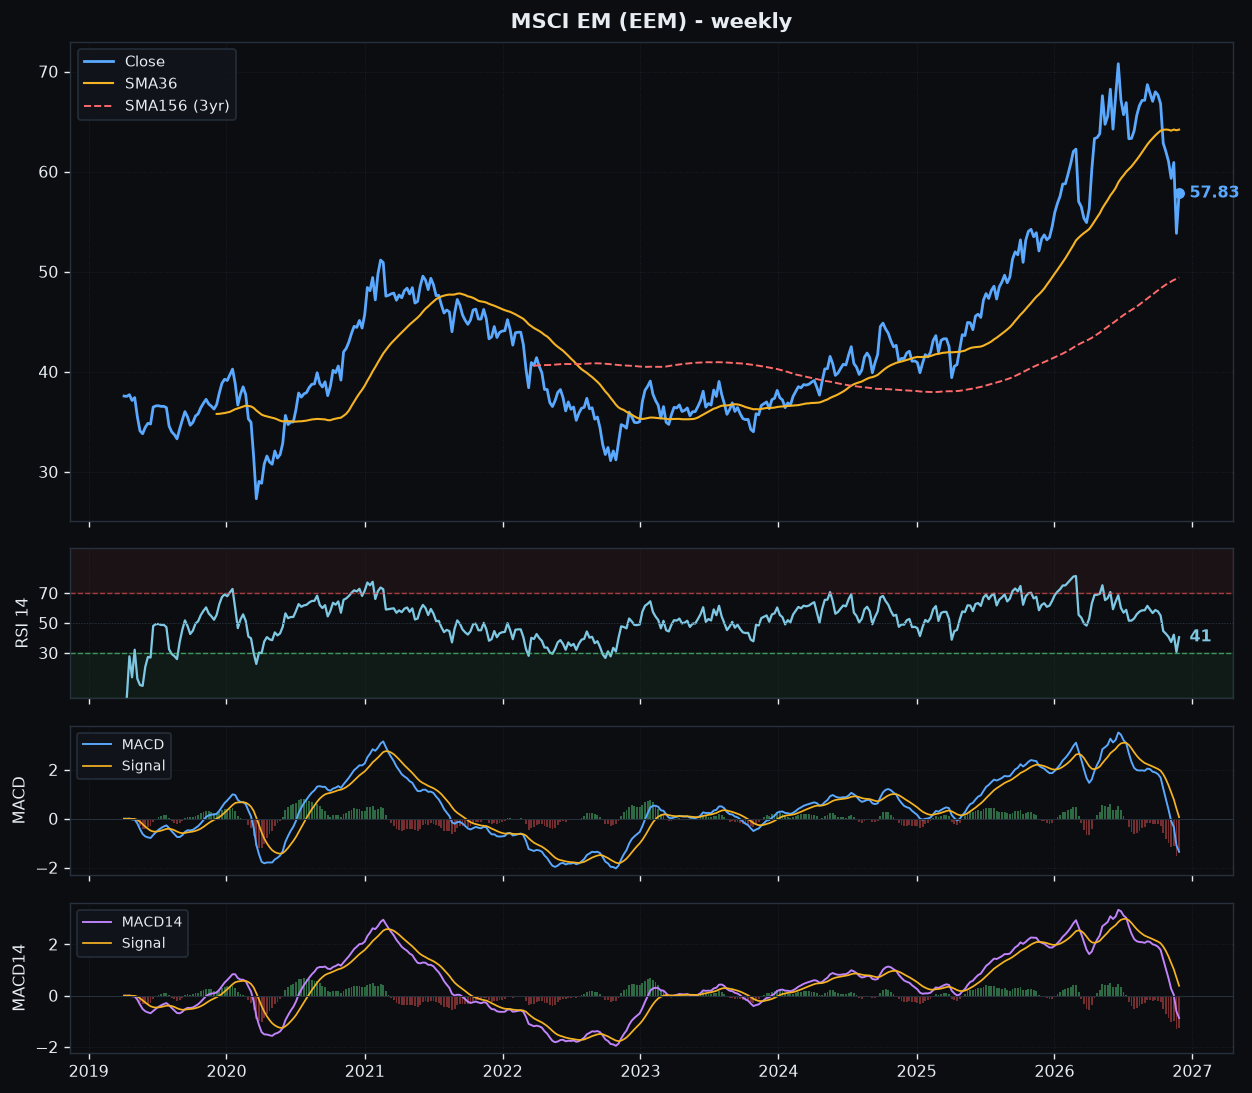 MSCI EM (EEM) - weekly
Close
SMA36
SMA156 (3yr)
70
60
50
40
30
57.83
RSI 14
70
50
30
41
MACD
MACD
Signal
2
0
−2
MACD14
MACD14
Signal
2
0
−2
2019 2020 2021 2022 2023 2024 2025 2026 2027